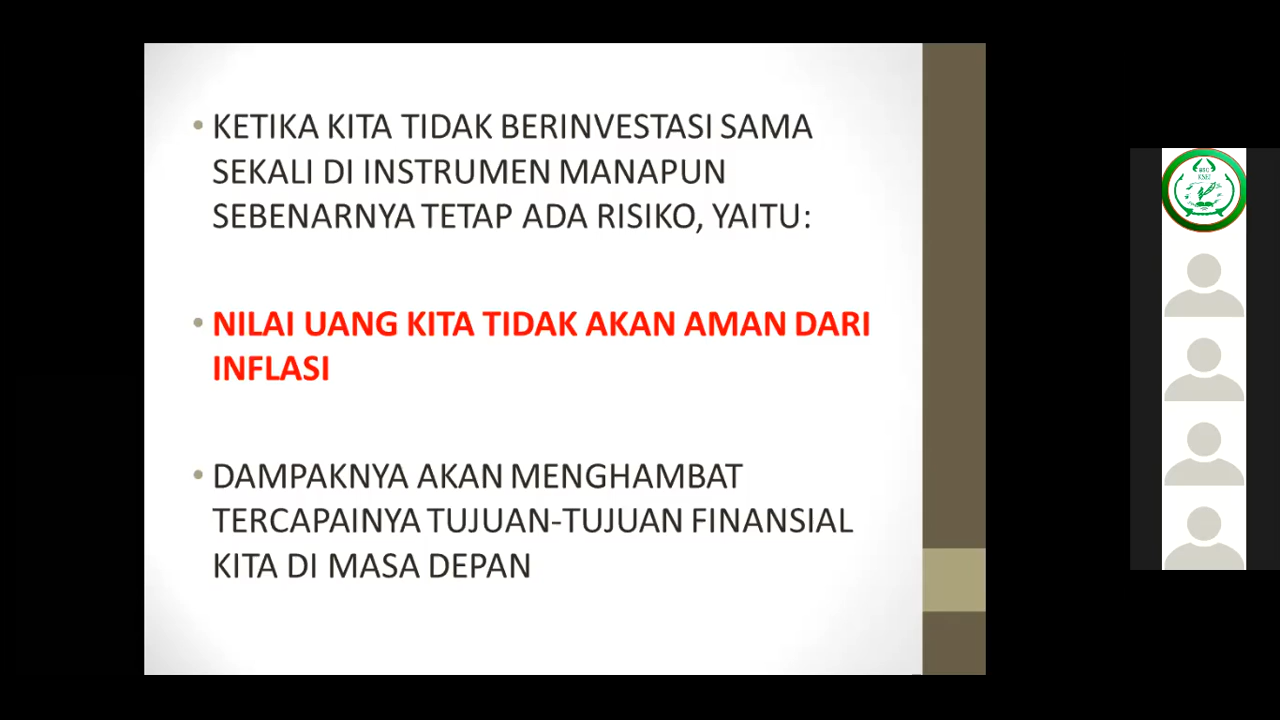 • KETIKA KITA TIDAK BERINVESTASI SAMA
SEKALI DI INSTRUMEN MANAPUN
SEBENARNYA TETAP ADA RISIKO, YAITU:
• NILAI UANG KITA TIDAK AKAN AMAN DARI
INFLASI
• DAMPAKNYA AKAN MENGHAMBAT
TERCAPAINYA TUJUAN-TUJUAN FINANSIAL
KITA DI MASA DEPAN
KSEI